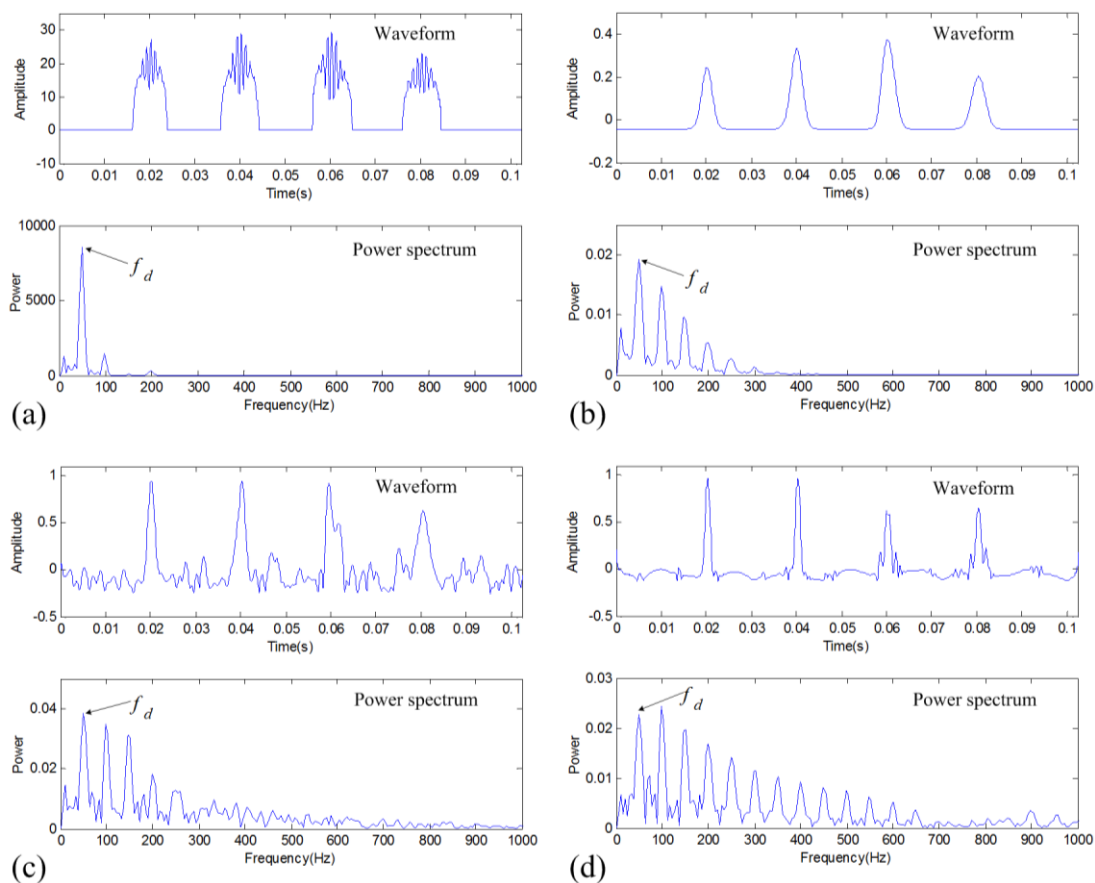 Waveform
Amplitude
30
20
10
0
-10
0 0.01 0.02 0.03 0.04 0.05 0.06 0.07 0.08 0.09 0.1
Time(s)
Power spectrum
f_d
Power
10000
5000
0
0 100 200 300 400 500 600 700 800 900 1000
Frequency(Hz)
(a)
Waveform
Amplitude
0.4
0.2
0
-0.2
0 0.01 0.02 0.03 0.04 0.05 0.06 0.07 0.08 0.09 0.1
Time(s)
Power spectrum
f_d
Power
0.02
0.01
0
0 100 200 300 400 500 600 700 800 900 1000
Frequency(Hz)
(b)
Waveform
Amplitude
1
0.5
0
-0.5
0 0.01 0.02 0.03 0.04 0.05 0.06 0.07 0.08 0.09 0.1
Time(s)
Power spectrum
f_d
Power
0.04
0.02
0
0 100 200 300 400 500 600 700 800 900 1000
Frequency(Hz)
(c)
Waveform
Amplitude
1
0.5
0
-0.5
0 0.01 0.02 0.03 0.04 0.05 0.06 0.07 0.08 0.09 0.1
Time(s)
Power spectrum
f_d
Power
0.03
0.02
0.01
0
0 100 200 300 400 500 600 700 800 900 1000
Frequency(Hz)
(d)